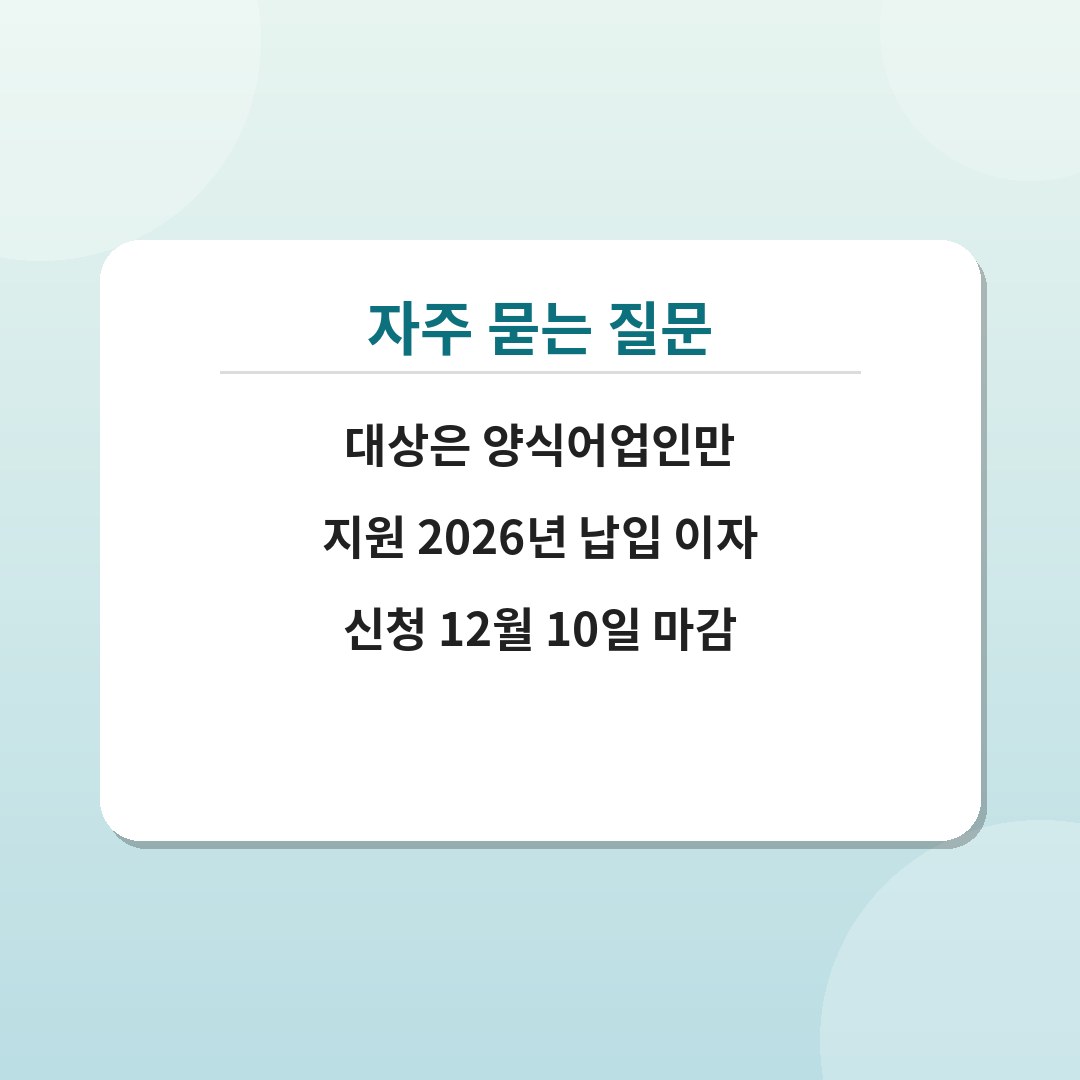 자주 묻는 질문
대상은 양식어업인만
지원 2026년 납입 이자
신청 12월 10일 마감